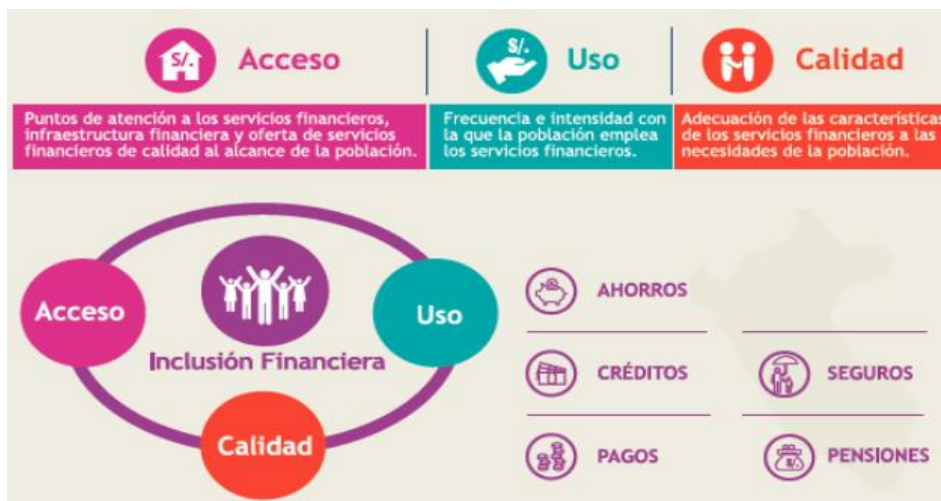 S/.
Acceso
S/.
Uso
Calidad
Puntos de atención a los servicios financieros,
infraestructura financiera y oferta de servicios
financieros de calidad al alcance de la población.
Frecuencia e intensidad con
la que la población emplea
los servicios financieros.
Adecuación de las características
de los servicios financieros a las
necesidades de la población.
Acceso
Uso
Inclusión Financiera
Calidad
AHORROS
CRÉDITOS
PAGOS
SEGUROS
S/.
PENSIONES